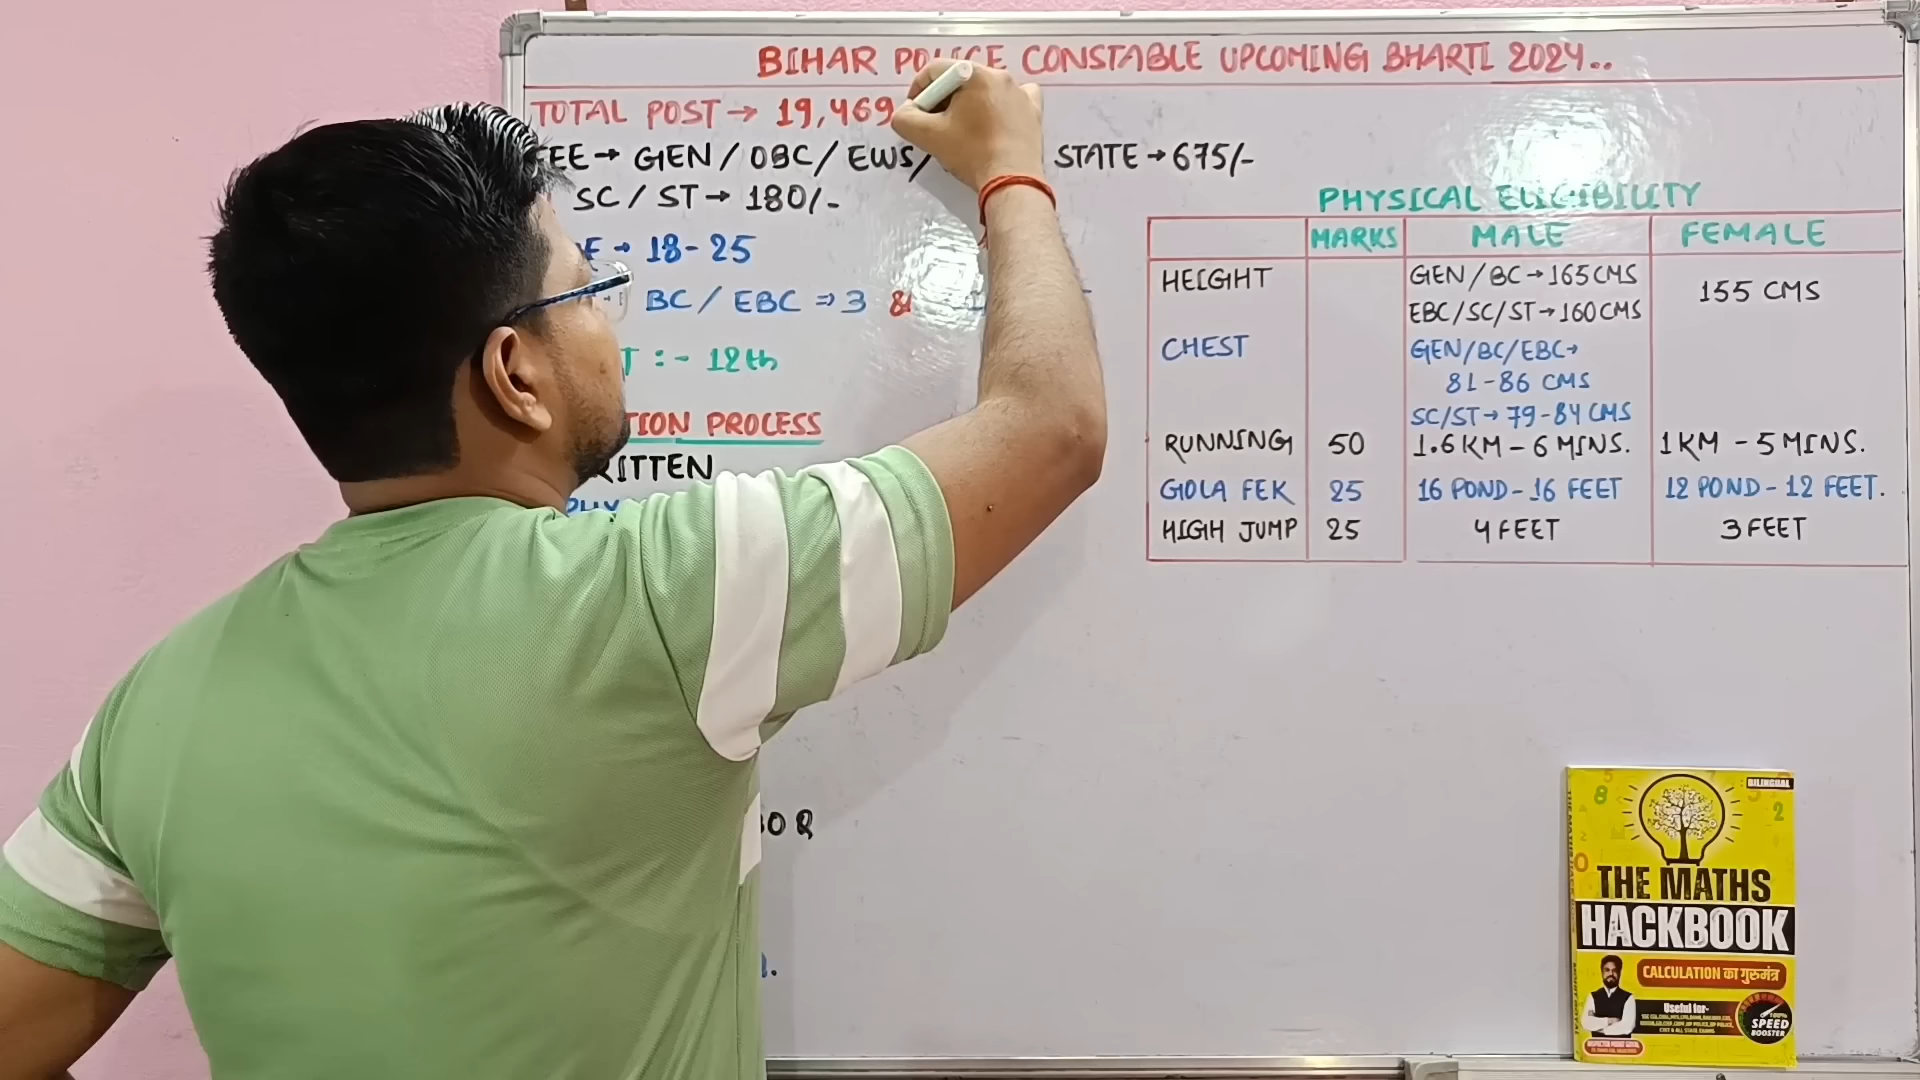 BIHAR POLICE CONSTABLE UPCOMING BHARTI 2024..
TOTAL POST → 19,469
FEE → GEN / OBC / EWS / STATE → 675/-
SC / ST → 180/-
→ 18-25
BC / EBC ⇒ 3 &
:- 12th
TION PROCESS
RITTEN
PHY
PHYSICAL ELIGIBILITY
MARKS MALE FEMALE
HEIGHT GEN / BC → 165 CMS 155 CMS
EBC/SC/ST → 160 CMS
CHEST GEN/BC/EBC →
81-86 CMS
SC/ST → 79-84 CMS
RUNNING 50 1.6 KM - 6 MINS. 1 KM - 5 MINS.
GOLA FEK 25 16 POND - 16 FEET 12 POND - 12 FEET.
HIGH JUMP 25 4 FEET 3 FEET
BILINGUAL
THE MATHS
HACKBOOK
CALCULATION का गुरुमंत्र
Useful for-
100%
SPEED
BOOSTER